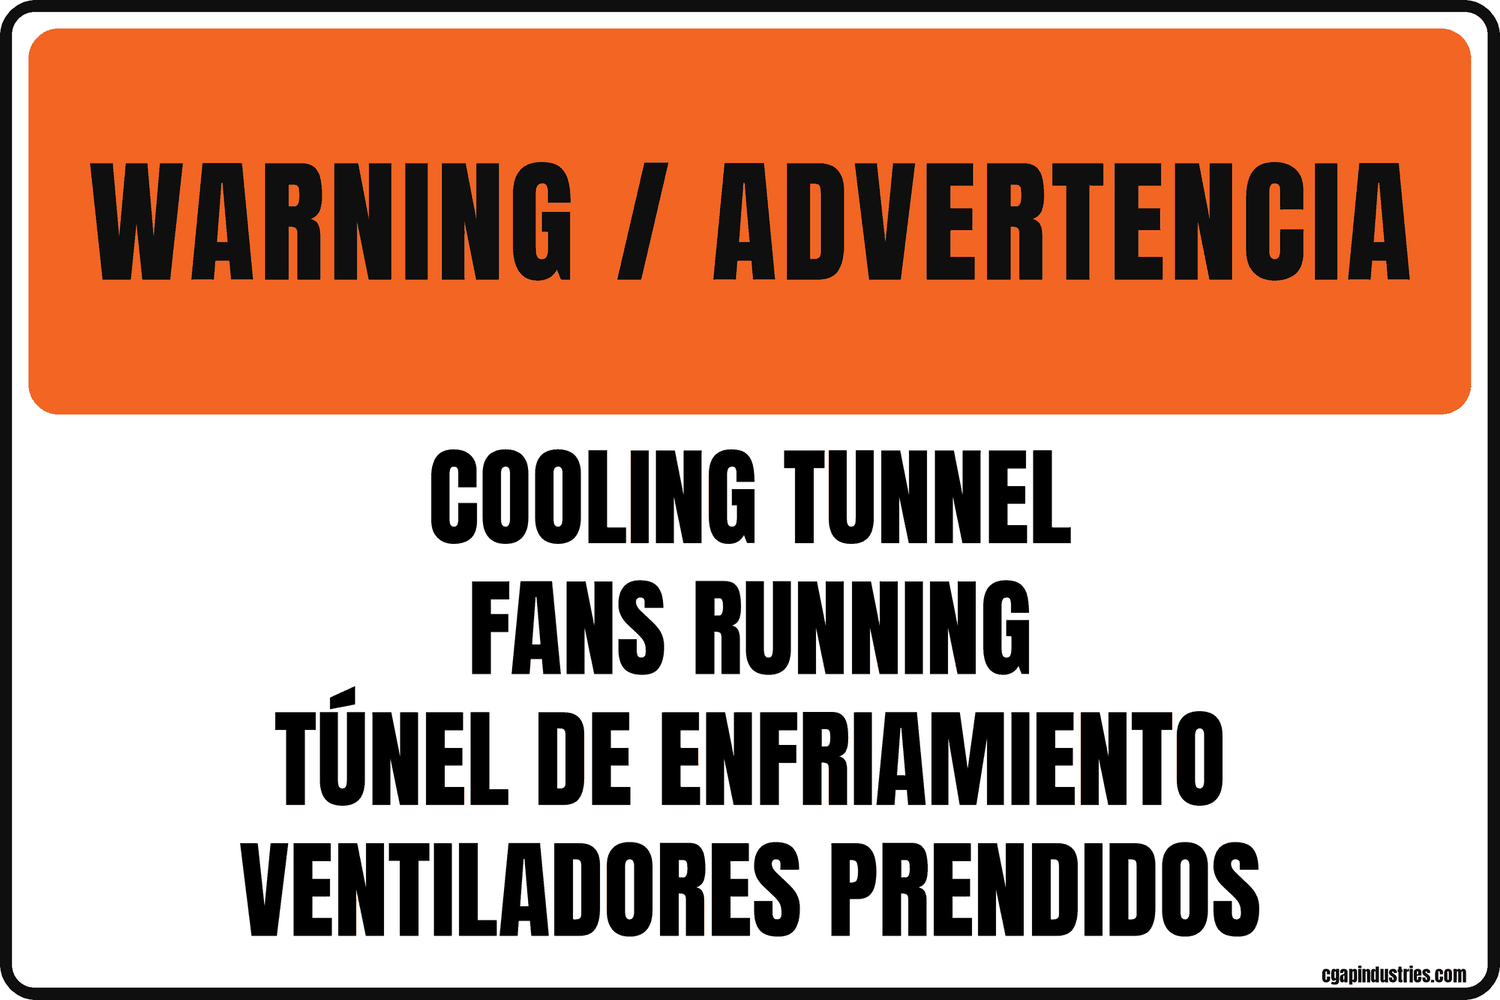 WARNING / ADVERTENCIA
COOLING TUNNEL
FANS RUNNING
TÚNEL DE ENFRIAMIENTO
VENTILADORES PRENDIDOS
cgapindustries.com